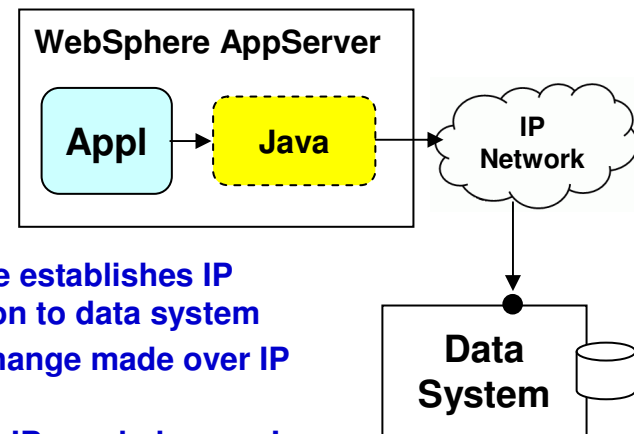 WebSphere AppServer
Appl
Java
IP
Network
e establishes IP
on to data system
hange made over IP
Data
System